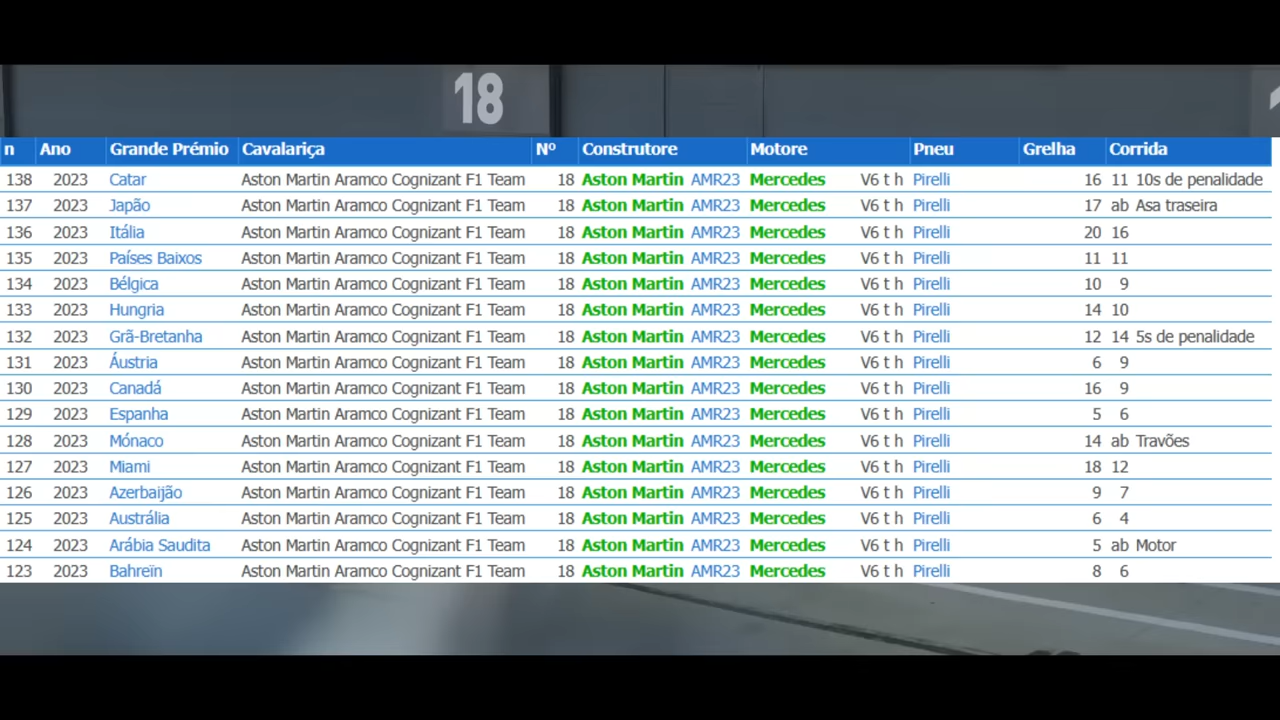 18
n Ano Grande Prémio Cavalariça Nº Construtore Motore Pneu Grelha Corrida
138 2023 Catar Aston Martin Aramco Cognizant F1 Team 18 Aston Martin AMR23 Mercedes V6 t h Pirelli 16 11 10s de penalidade
137 2023 Japão Aston Martin Aramco Cognizant F1 Team 18 Aston Martin AMR23 Mercedes V6 t h Pirelli 17 ab Asa traseira
136 2023 Itália Aston Martin Aramco Cognizant F1 Team 18 Aston Martin AMR23 Mercedes V6 t h Pirelli 20 16
135 2023 Países Baixos Aston Martin Aramco Cognizant F1 Team 18 Aston Martin AMR23 Mercedes V6 t h Pirelli 11 11
134 2023 Bélgica Aston Martin Aramco Cognizant F1 Team 18 Aston Martin AMR23 Mercedes V6 t h Pirelli 10 9
133 2023 Hungria Aston Martin Aramco Cognizant F1 Team 18 Aston Martin AMR23 Mercedes V6 t h Pirelli 14 10
132 2023 Grã-Bretanha Aston Martin Aramco Cognizant F1 Team 18 Aston Martin AMR23 Mercedes V6 t h Pirelli 12 14 5s de penalidade
131 2023 Áustria Aston Martin Aramco Cognizant F1 Team 18 Aston Martin AMR23 Mercedes V6 t h Pirelli 6 9
130 2023 Canadá Aston Martin Aramco Cognizant F1 Team 18 Aston Martin AMR23 Mercedes V6 t h Pirelli 16 9
129 2023 Espanha Aston Martin Aramco Cognizant F1 Team 18 Aston Martin AMR23 Mercedes V6 t h Pirelli 5 6
128 2023 Mónaco Aston Martin Aramco Cognizant F1 Team 18 Aston Martin AMR23 Mercedes V6 t h Pirelli 14 ab Travões
127 2023 Miami Aston Martin Aramco Cognizant F1 Team 18 Aston Martin AMR23 Mercedes V6 t h Pirelli 18 12
126 2023 Azerbaijão Aston Martin Aramco Cognizant F1 Team 18 Aston Martin AMR23 Mercedes V6 t h Pirelli 9 7
125 2023 Austrália Aston Martin Aramco Cognizant F1 Team 18 Aston Martin AMR23 Mercedes V6 t h Pirelli 6 4
124 2023 Arábia Saudita Aston Martin Aramco Cognizant F1 Team 18 Aston Martin AMR23 Mercedes V6 t h Pirelli 5 ab Motor
123 2023 Bahreïn Aston Martin Aramco Cognizant F1 Team 18 Aston Martin AMR23 Mercedes V6 t h Pirelli 8 6